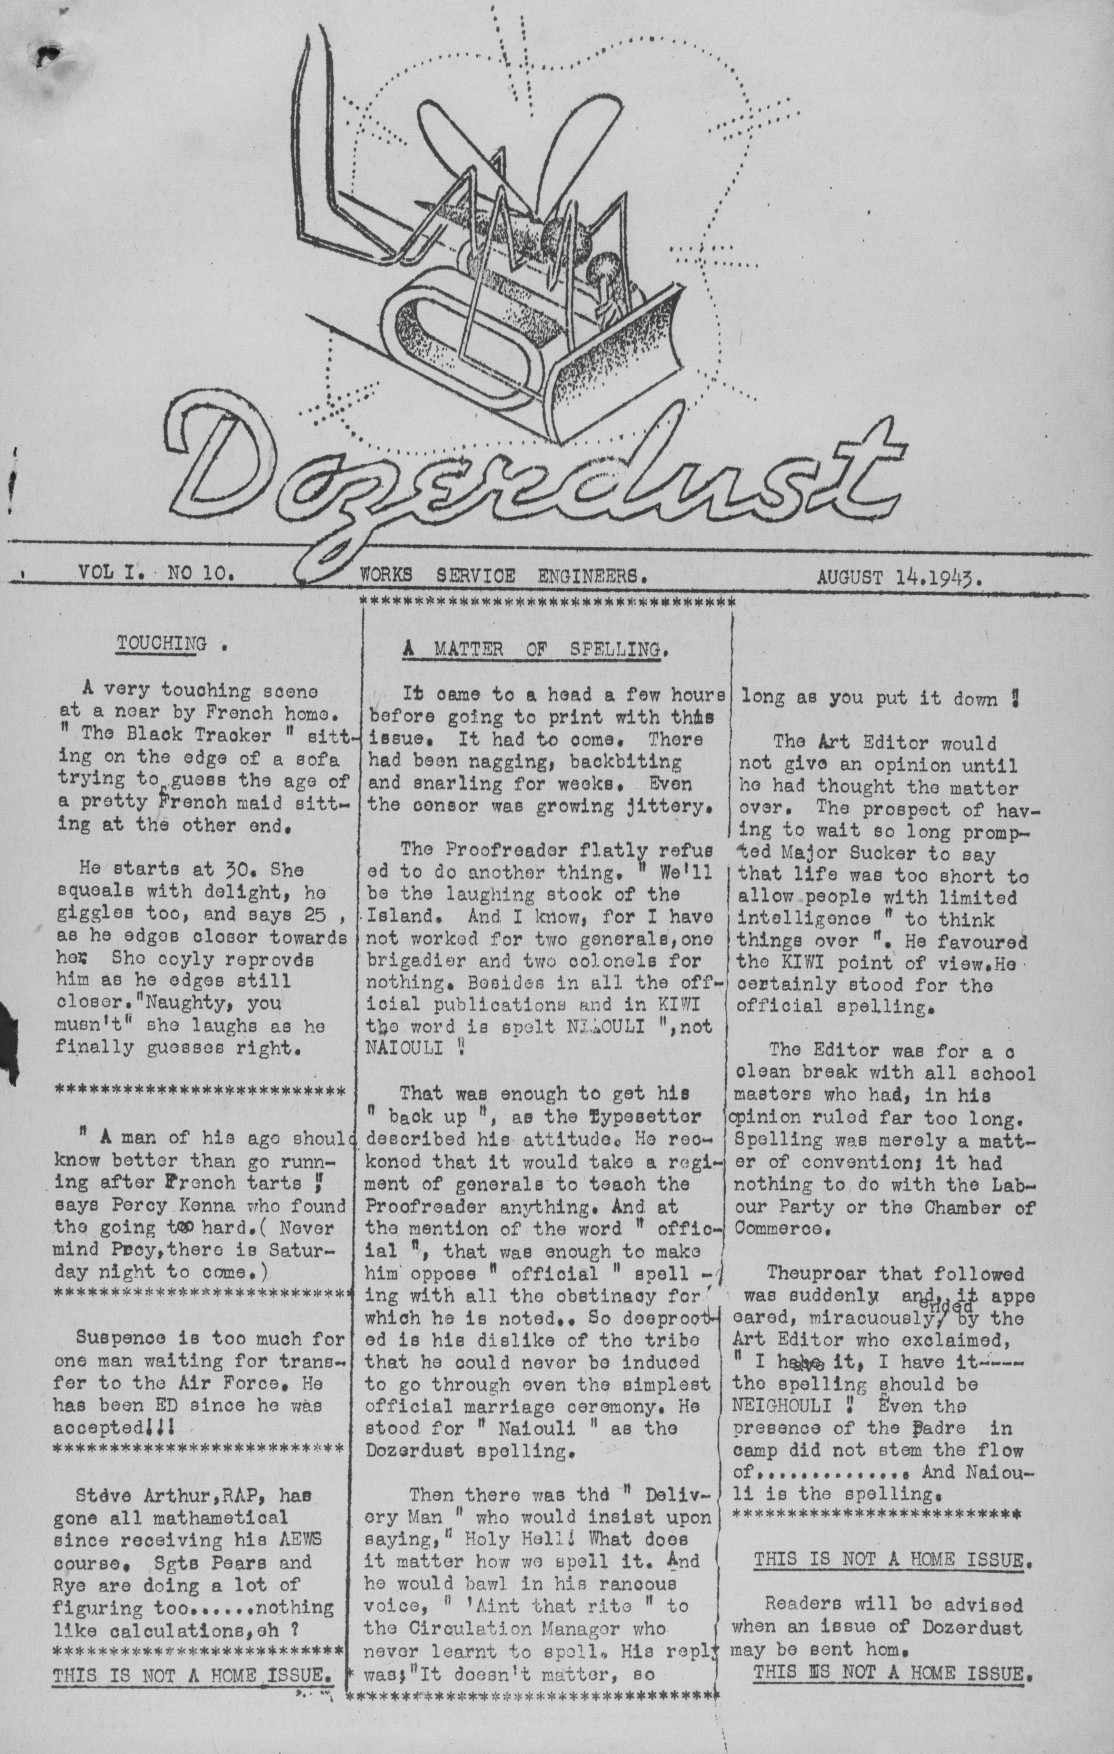 Dozerdust
VOL I. NO 10.
WORKS SERVICE ENGINEERS.
AUGUST 14.1943.
**********************************
TOUCHING .
A very touching scene
at a near by French home.
" The Black Tracker " sitt-
ing on the edge of a sofa
trying to guess the age of
a pretty French maid sitt-
ing at the other end.
He starts at 30. She
squeals with delight, he
giggles too, and says 25 ,
as he edges closer towards
her. She coyly reproves
him as he edges still
closer."Naughty, you
musn't" she laughs as he
finally guesses right.
**************************
" A man of his age should
know better than go runn-
ing after French tarts "
says Percy Kenna who found
the going too hard.( Never
mind Prcy,there is Satur-
day night to come.)
***************************
Suspence is too much for
one man waiting for trans-
fer to the Air Force. He
has been ED since he was
accepted!!!
**************************
Steve Arthur,RAP, has
gone all mathametical
since receiving his AEWS
course. Sgts Pears and
Rye are doing a lot of
figuring too......nothing
like calculations,eh ?
**************************
THIS IS NOT A HOME ISSUE.
A MATTER OF SPELLING.
It came to a head a few hours
before going to print with this
issue. It had to come. There
had been nagging, backbiting
and snarling for weeks. Even
the censor was growing jittery.
The Proofreader flatly refus
ed to do another thing. " We'll
be the laughing stock of the
Island. And I know, for I have
not worked for two generals,one
brigadier and two colonels for
nothing. Besides in all the off-
icial publications and in KIWI
the word is spelt NIAOULI ",not
NAIOULI "
That was enough to get his
" back up ", as the Typesetter
described his attitude. He rec-
koned that it would take a regi-
ment of generals to teach the
Proofreader anything. And at
the mention of the word " offic-
ial ", that was enough to make
him oppose " official " spell -
ing with all the obstinacy for
which he is noted.. So deeproot-
ed is his dislike of the tribe
that he could never be induced
to go through even the simplest
official marriage ceremony. He
stood for " Naiouli " as the
Dozerdust spelling.
Then there was the " Deliv-
ery Man " who would insist upon
saying," Holy Hell! What does
it matter how we spell it. And
he would bawl in his rancous
voice, " 'Aint that rite " to
the Circulation Manager who
never learnt to spell. His reply
was;"It doesn't matter, so
**********************************
long as you put it down "
The Art Editor would
not give an opinion until
he had thought the matter
over. The prospect of hav-
ing to wait so long promp-
ted Major Sucker to say
that life was too short to
allow people with limited
intelligence " to think
things over ". He favoured
the KIWI point of view.He
certainly stood for the
official spelling.
The Editor was for a c
clean break with all school
masters who had, in his
opinion ruled far too long.
Spelling was merely a matt-
er of convention; it had
nothing to do with the Lab-
our Party or the Chamber of
Commerce.
Theuproar that followed
was suddenly ended and, it appe
eared, miracuously, by the
Art Editor who exclaimed,
" I have it, I have it----
the spelling should be
NEIGHOULI " Even the
presence of the Padre in
camp did not stem the flow
of.............. And Naiou-
li is the spelling.
**************************
THIS IS NOT A HOME ISSUE.
Readers will be advised
when an issue of Dozerdust
may be sent hom.
THIS IS NOT A HOME ISSUE.